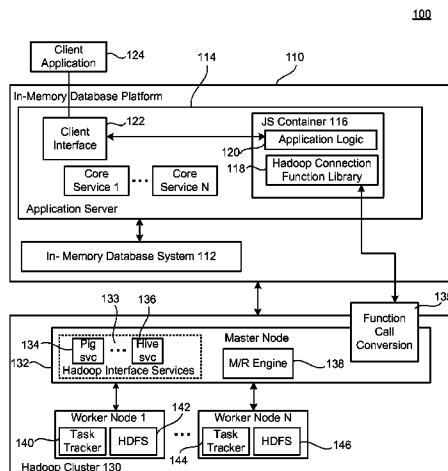 100
Client
Application
124
114
110
In-Memory Database Platform
Client
Interface
122
JS Container 116
Application Logic
120
118
Hadoop Connection
Function Library
Core
Service 1
...
Core
Service N
Application Server
In- Memory Database System 112
Function
Call
Conversion
134
133
136
Pig
svc
...
Hive
svc
Master Node
132
Hadoop Interface Services
M/R Engine
138
Worker Node 1
142
Worker Node N
140
Task
Tracker
HDFS
...
144
Task
Tracker
HDFS
146
Hadoop Cluster 130